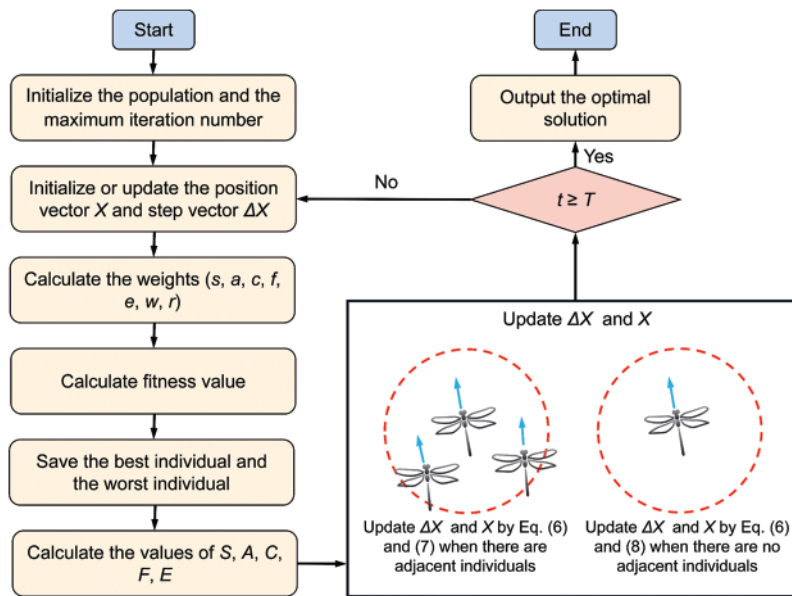 Start
Initialize the population and the
maximum iteration number
Initialize or update the position
vector X and step vector ΔX
Calculate the weights (s, a, c, f,
e, w, r)
Calculate fitness value
Save the best individual and
the worst individual
Calculate the values of S, A, C,
F, E
Update ΔX and X
Update ΔX and X by Eq. (6)
and (7) when there are
adjacent individuals
Update ΔX and X by Eq. (6)
and (8) when there are no
adjacent individuals
t ≥ T
No
Yes
Output the optimal
solution
End